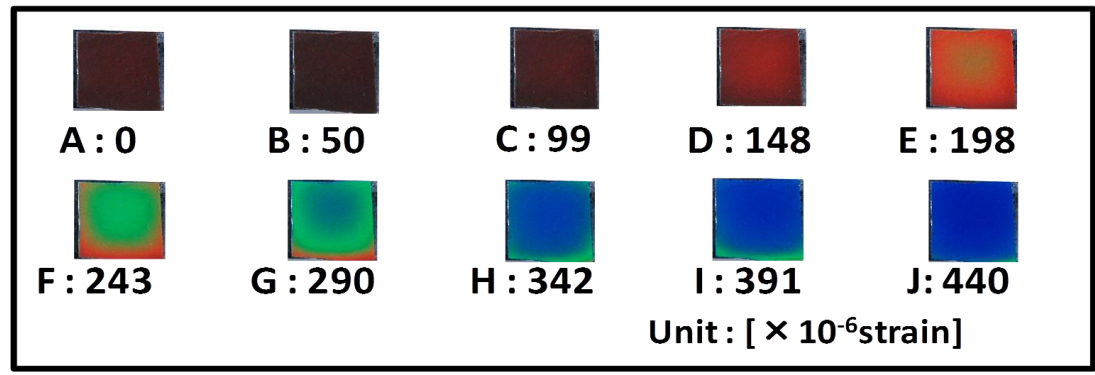 A : 0 B : 50 C : 99 D : 148 E : 198
F : 243 G : 290 H : 342 I : 391 J: 440
Unit : [ × 10⁻⁶strain]